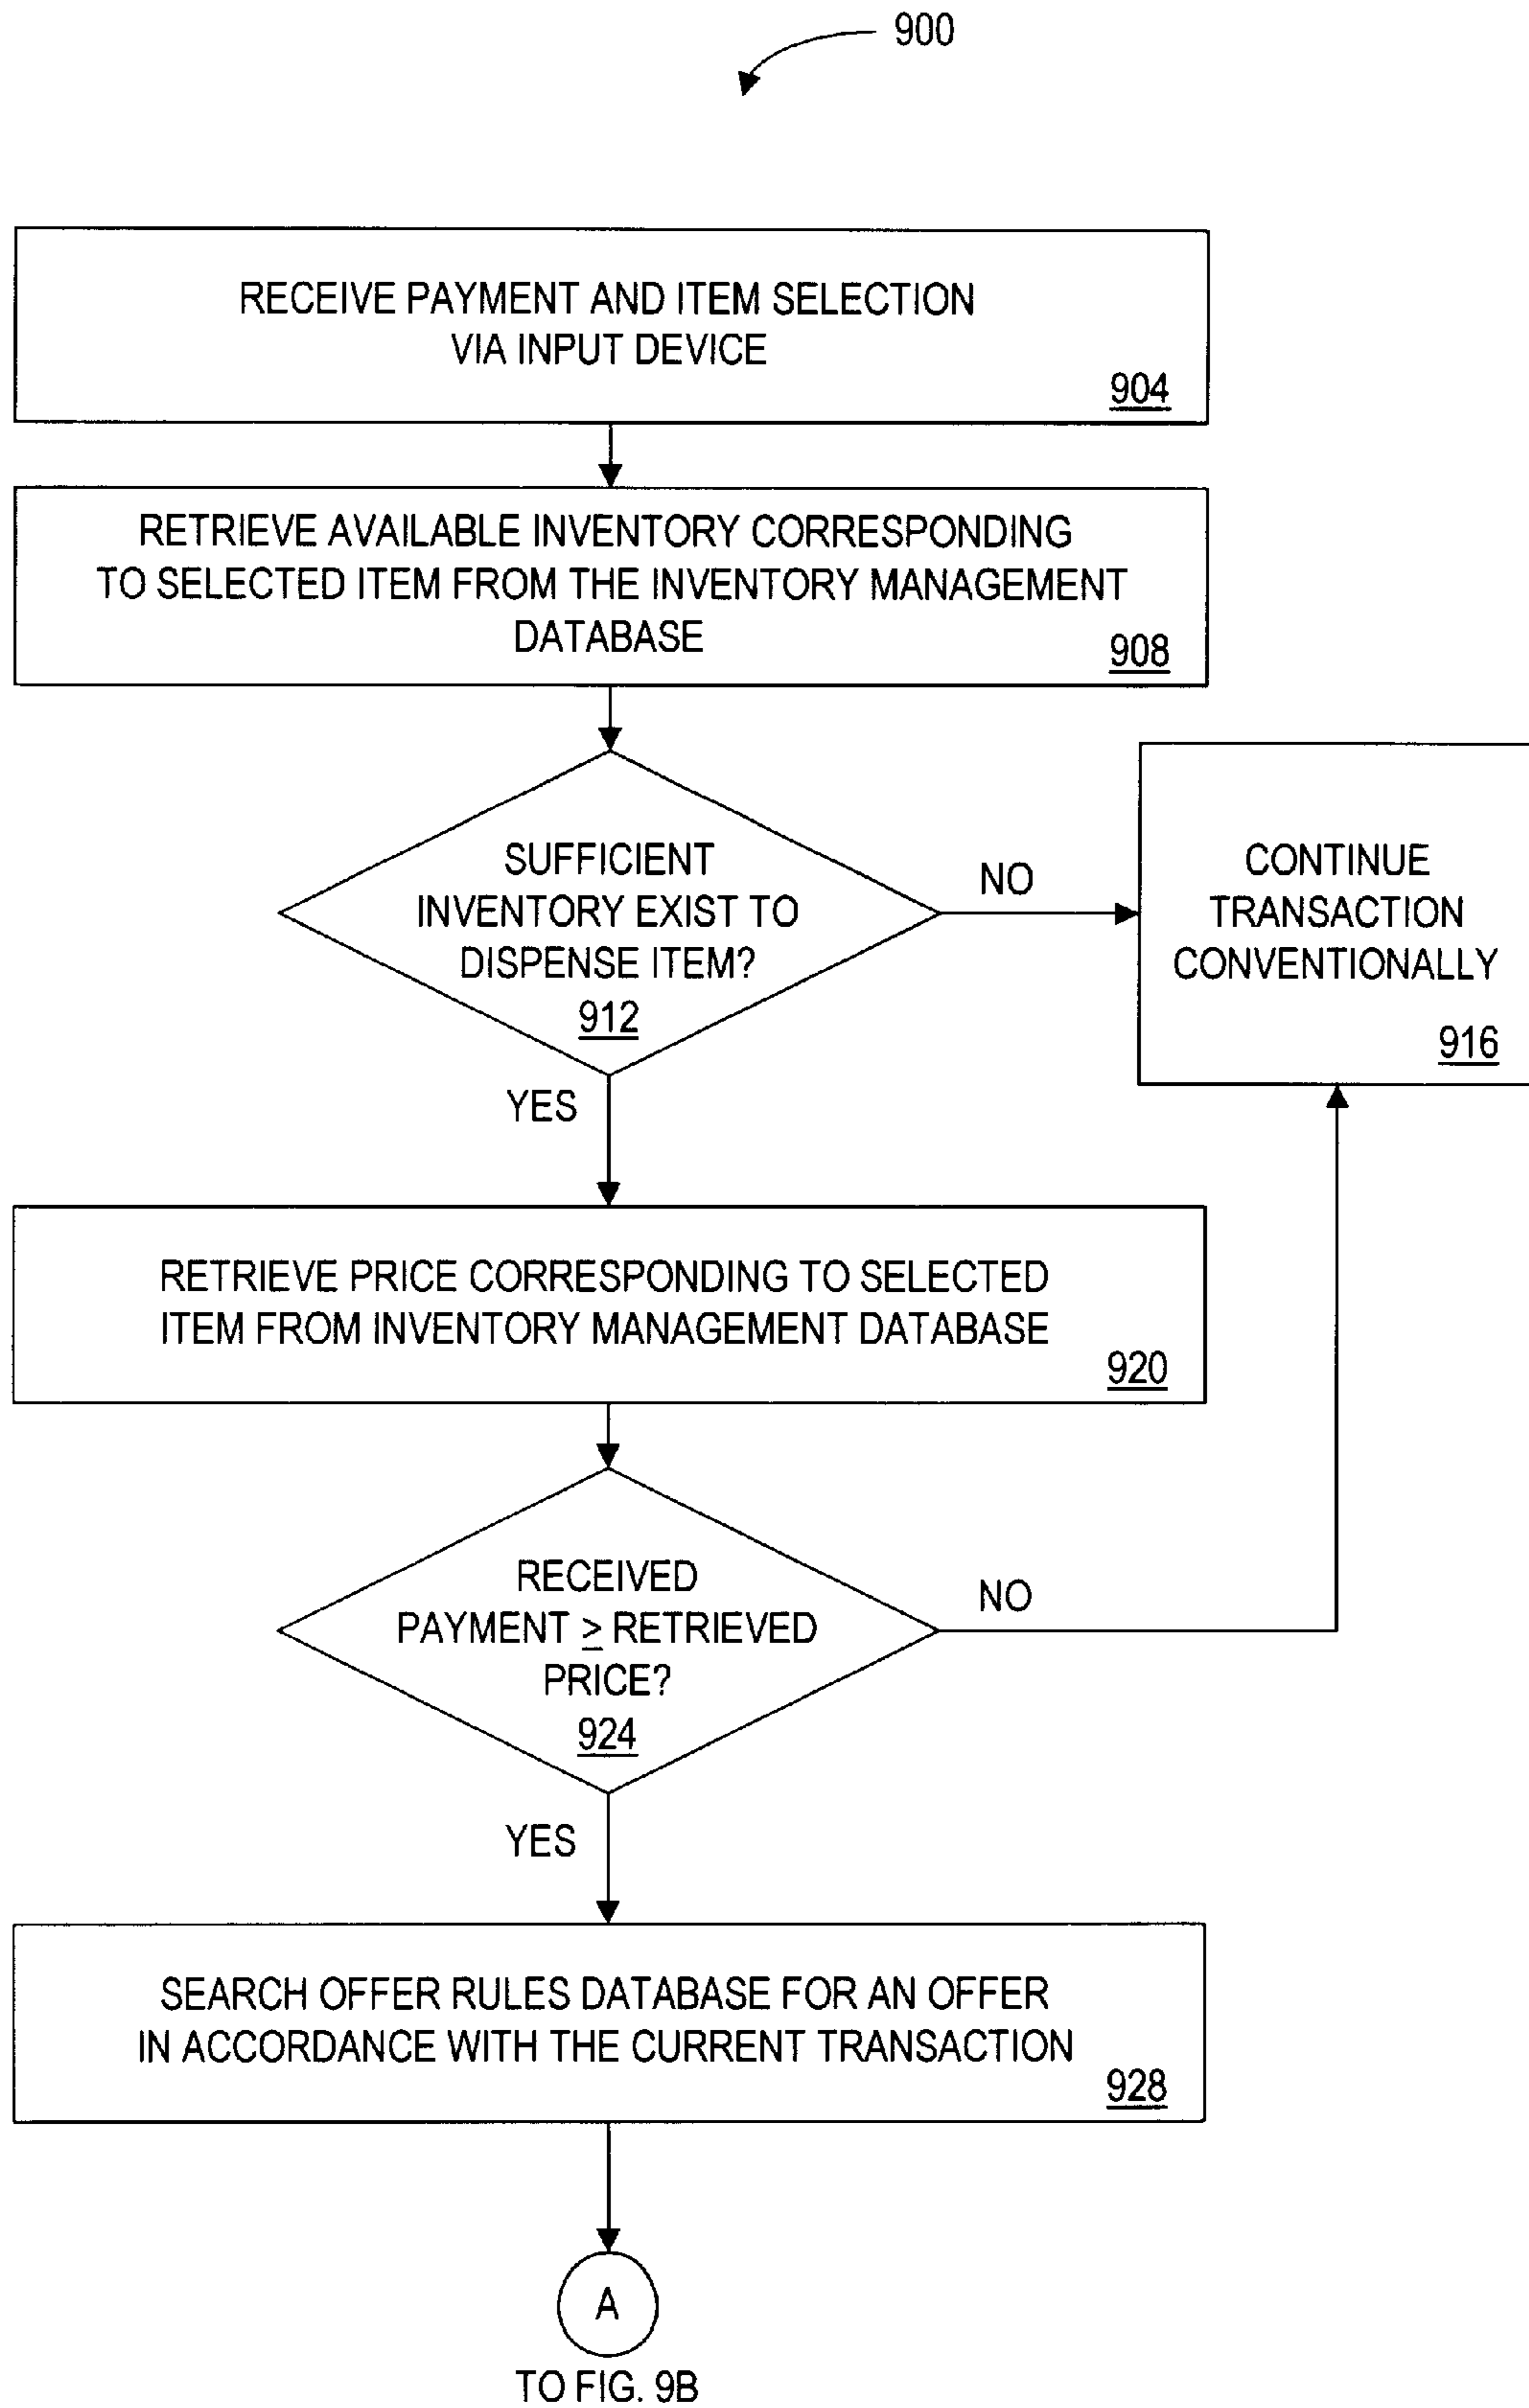 900
RECEIVE PAYMENT AND ITEM SELECTION
VIA INPUT DEVICE
904
RETRIEVE AVAILABLE INVENTORY CORRESPONDING
TO SELECTED ITEM FROM THE INVENTORY MANAGEMENT
DATABASE
908
SUFFICIENT
INVENTORY EXIST TO
DISPENSE ITEM?
912
NO
CONTINUE
TRANSACTION
CONVENTIONALLY
916
YES
RETRIEVE PRICE CORRESPONDING TO SELECTED
ITEM FROM INVENTORY MANAGEMENT DATABASE
920
RECEIVED
PAYMENT ≥ RETRIEVED
PRICE?
924
NO
YES
SEARCH OFFER RULES DATABASE FOR AN OFFER
IN ACCORDANCE WITH THE CURRENT TRANSACTION
928
A
TO FIG. 9B